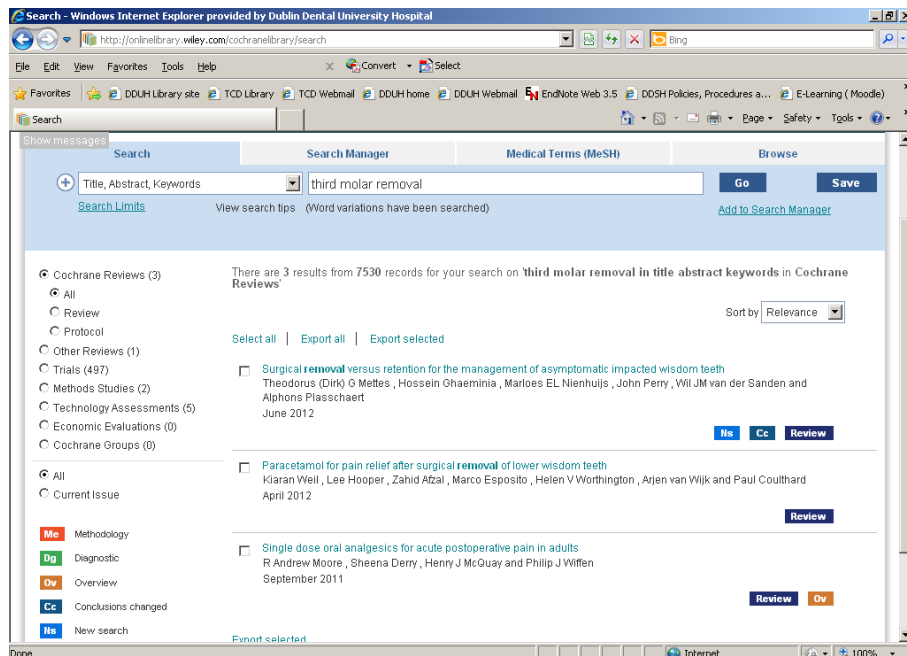 Search - Windows Internet Explorer provided by Dublin Dental University Hospital
http://onlinelibrary.wiley.com/cochranelibrary/search
Bing
File Edit View Favorites Tools Help x Convert Select
Favorites DDUH Library site TCD Library TCD Webmail DDUH home DDUH Webmail EndNote Web 3.5 DDSH Policies, Procedures a... E-Learning ( Moodle)
Search Page Safety Tools
Show messages
Search Search Manager Medical Terms (MeSH) Browse
Title, Abstract, Keywords third molar removal Go Save
Search Limits View search tips (Word variations have been searched) Add to Search Manager
Cochrane Reviews (3)
All
Review
Protocol
Other Reviews (1)
Trials (497)
Methods Studies (2)
Technology Assessments (5)
Economic Evaluations (0)
Cochrane Groups (0)
All
Current Issue
Me Methodology
Dg Diagnostic
Ov Overview
Cc Conclusions changed
Ns New search
There are 3 results from 7530 records for your search on 'third molar removal in title abstract keywords in Cochrane
Reviews'
Sort by Relevance
Select all | Export all | Export selected
Surgical removal versus retention for the management of asymptomatic impacted wisdom teeth
Theodorus (Dirk) G Mettes , Hossein Ghaeminia , Marloes EL Nienhuijs , John Perry , Wil JM van der Sanden and
Alphons Plasschaert
June 2012
Ns Cc Review
Paracetamol for pain relief after surgical removal of lower wisdom teeth
Kiaran Weil , Lee Hooper , Zahid Afzal , Marco Esposito , Helen V Worthington , Arjen van Wijk and Paul Coulthard
April 2012
Review
Single dose oral analgesics for acute postoperative pain in adults
R Andrew Moore , Sheena Derry , Henry J McQuay and Philip J Wiffen
September 2011
Review Ov
Export selected
Done Internet 100%